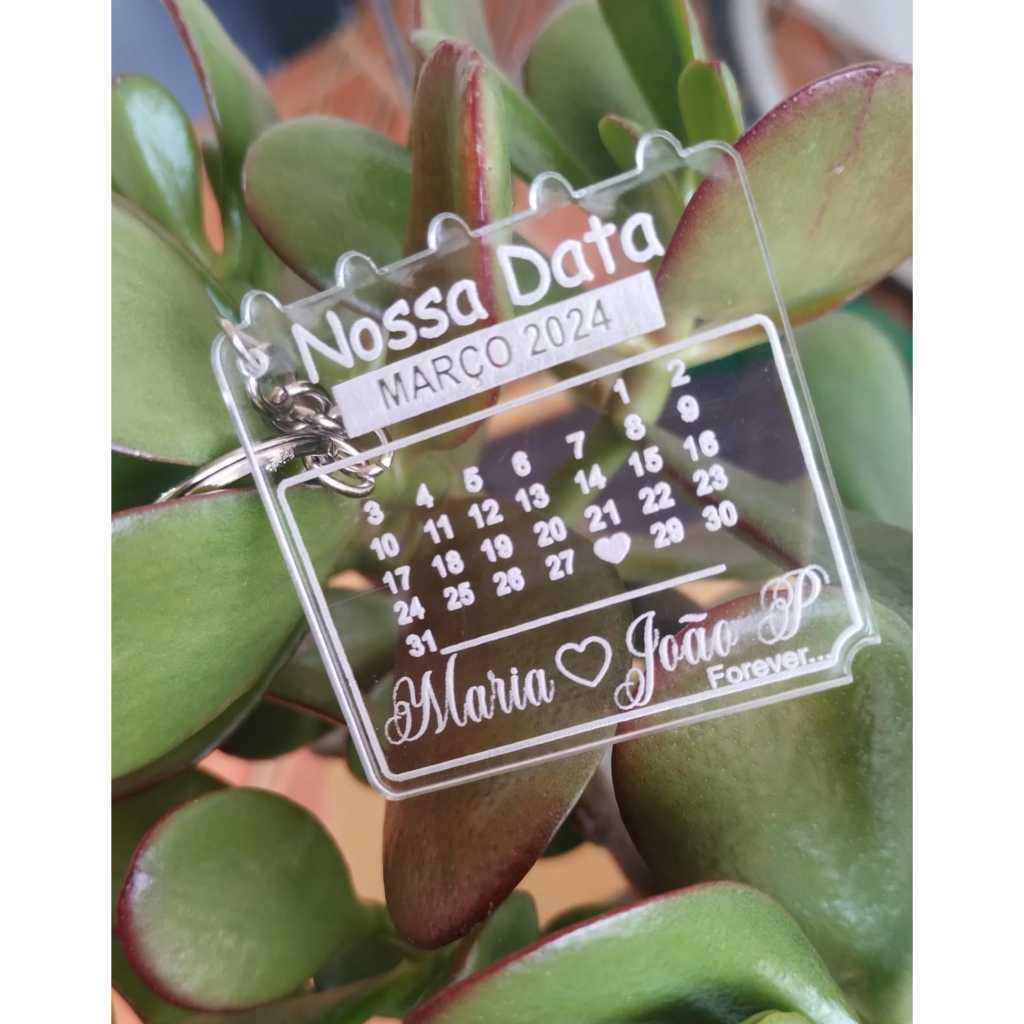 Nossa Data
MARÇO 2024
1 2
3 4 5 6 7 8 9
10 11 12 13 14 15 16
17 18 19 20 21 22 23
24 25 26 27 29 30
31
Maria João P
Forever...